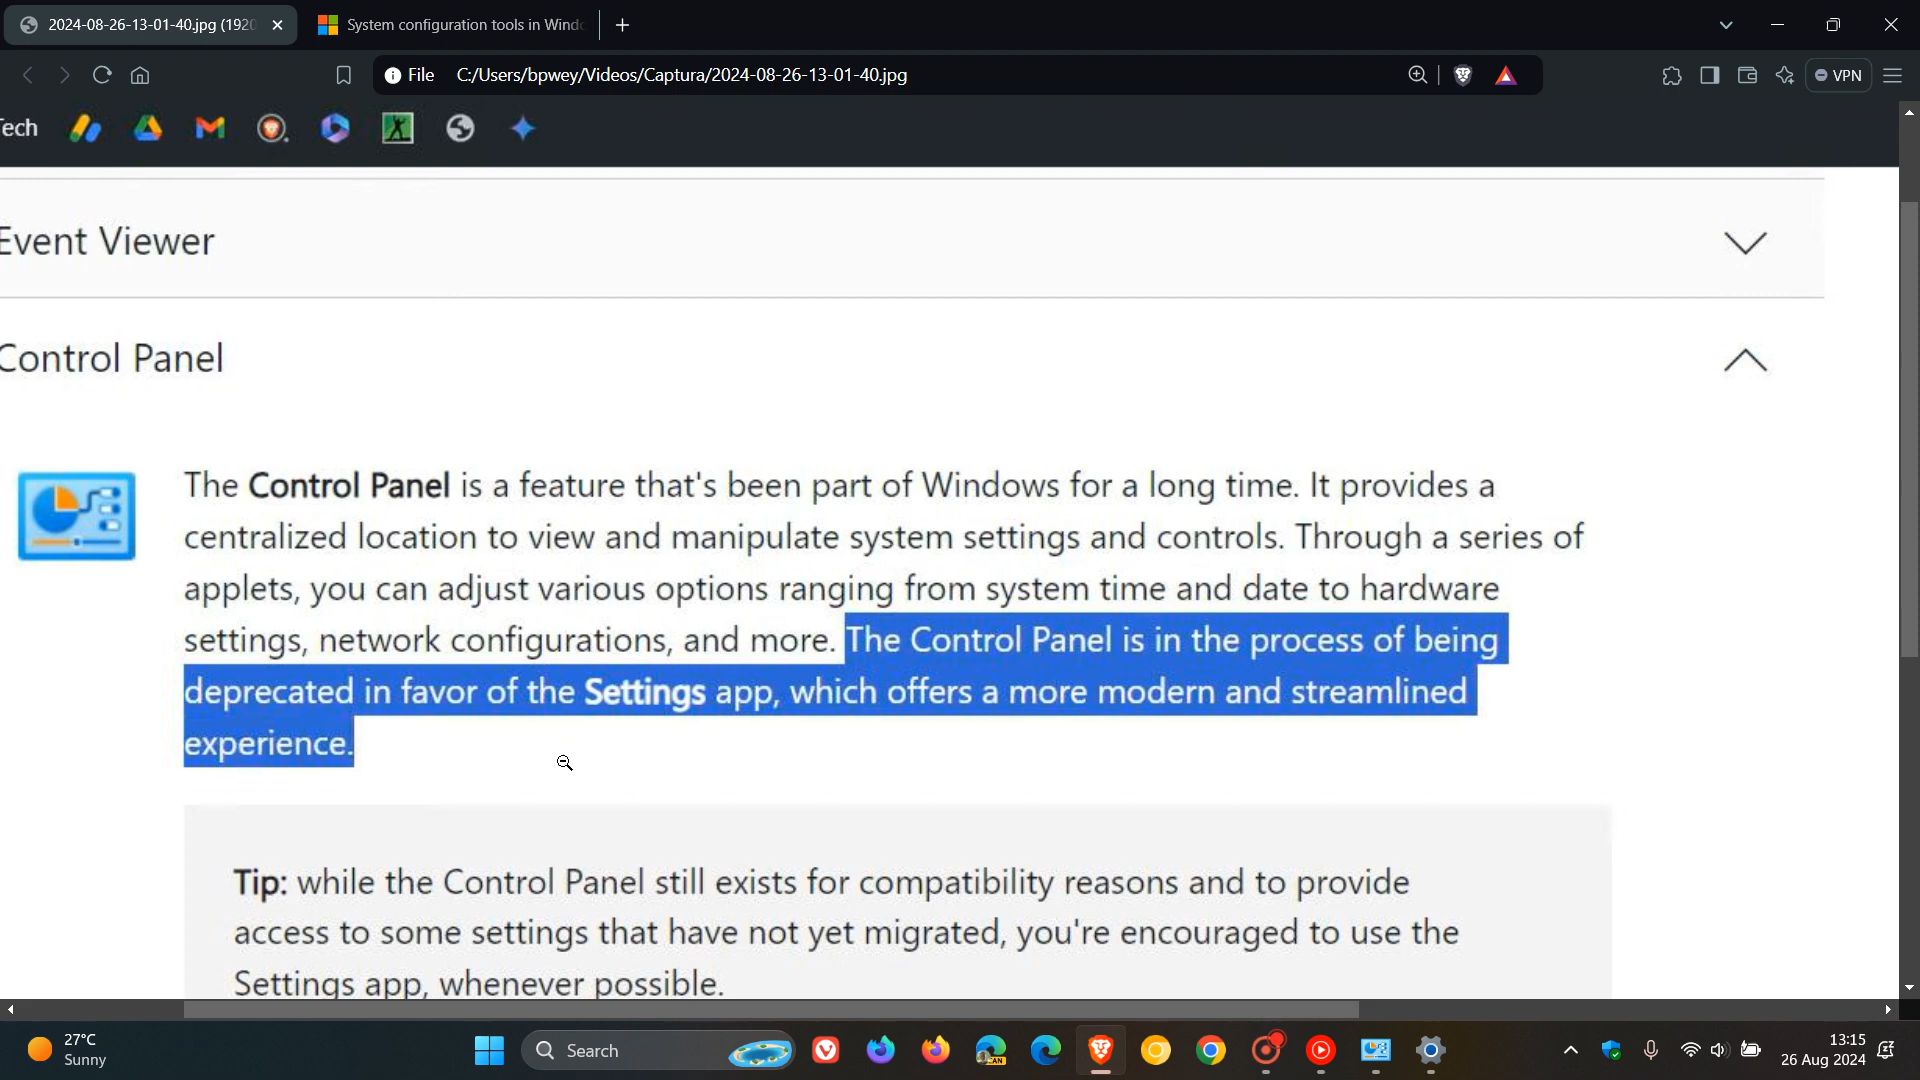 2024-08-26-13-01-40.jpg (1920
System configuration tools in Windo
File C:/Users/bpwey/Videos/Captura/2024-08-26-13-01-40.jpg
VPN
Tech
Event Viewer
Control Panel
The Control Panel is a feature that's been part of Windows for a long time. It provides a
centralized location to view and manipulate system settings and controls. Through a series of
applets, you can adjust various options ranging from system time and date to hardware
settings, network configurations, and more. The Control Panel is in the process of being
deprecated in favor of the Settings app, which offers a more modern and streamlined
experience.
Tip: while the Control Panel still exists for compatibility reasons and to provide
access to some settings that have not yet migrated, you're encouraged to use the
Settings app, whenever possible.
27°C
Sunny
Search
CAN
13:15
26 Aug 2024